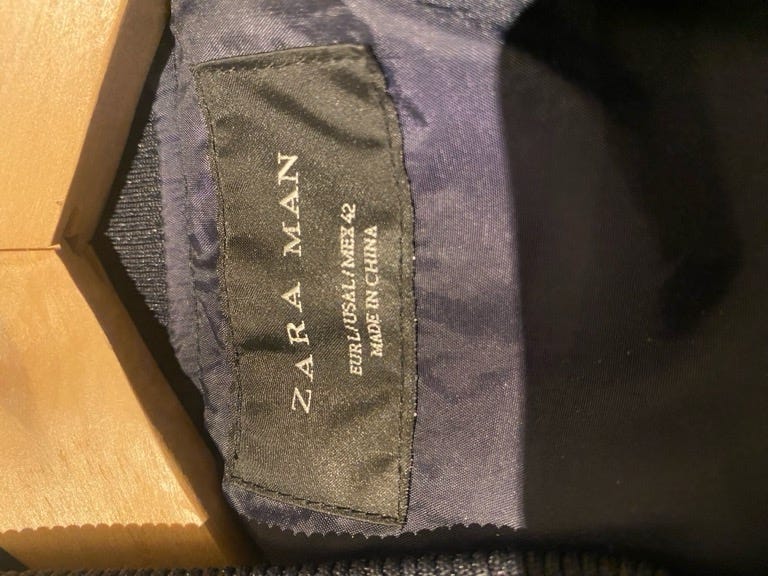 ZARA MAN
EUR L / USA L / MEX 42
MADE IN CHINA